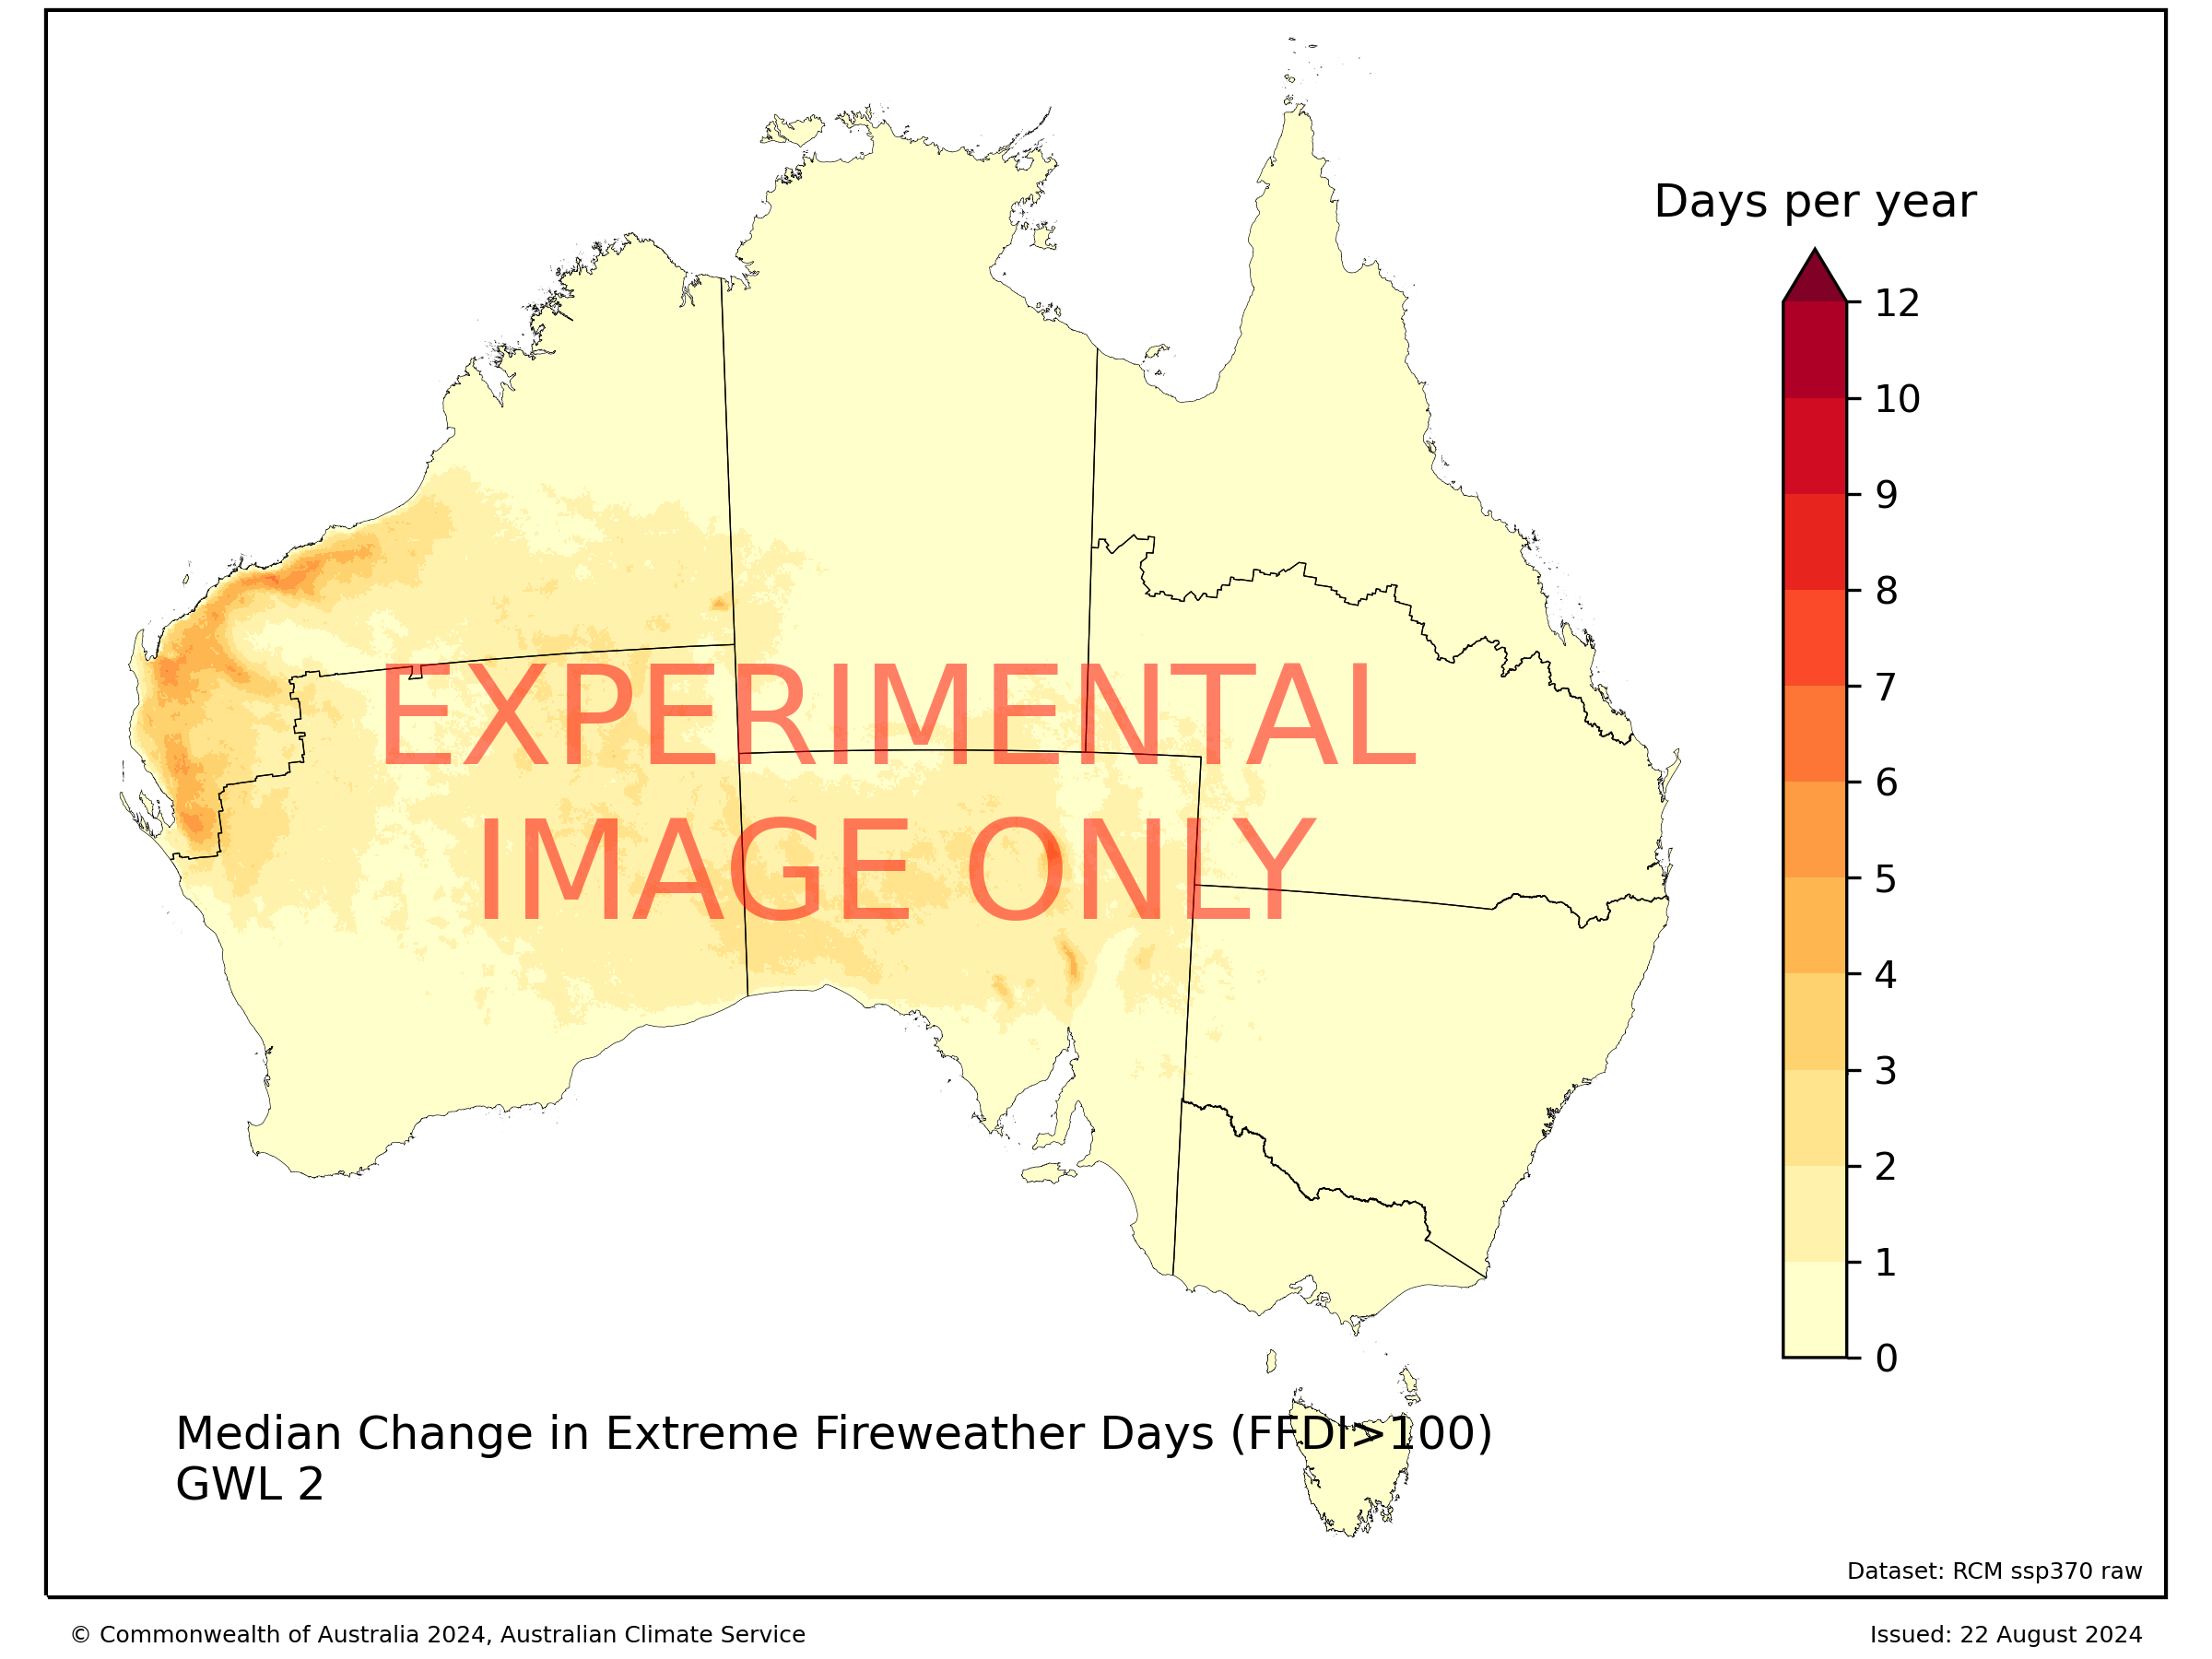 Days per year
12
10
9
8
7
6
5
4
3
2
1
0
EXPERIMENTAL
IMAGE ONLY
Median Change in Extreme Fireweather Days (FFDI>100)
GWL 2
Dataset: RCM ssp370 raw
© Commonwealth of Australia 2024, Australian Climate Service
Issued: 22 August 2024